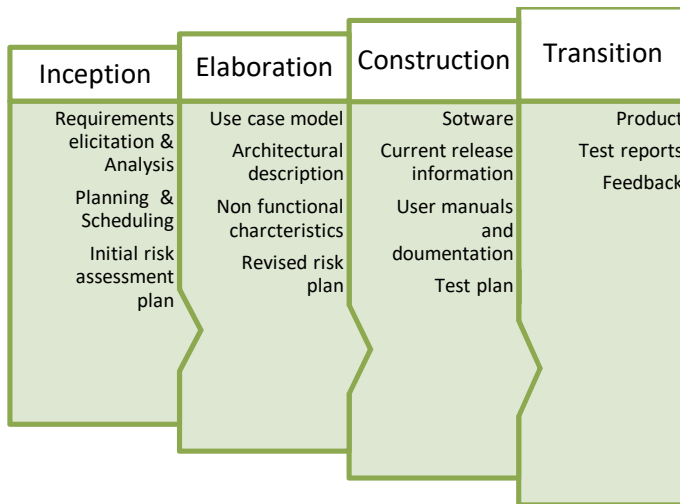 Inception
Requirements
elicitation &
Analysis
Planning &
Scheduling
Initial risk
assessment
plan
Elaboration
Use case model
Architectural
description
Non functional
charcteristics
Revised risk
plan
Construction
Sotware
Current release
information
User manuals
and
doumentation
Test plan
Transition
Product
Test reports
Feedback